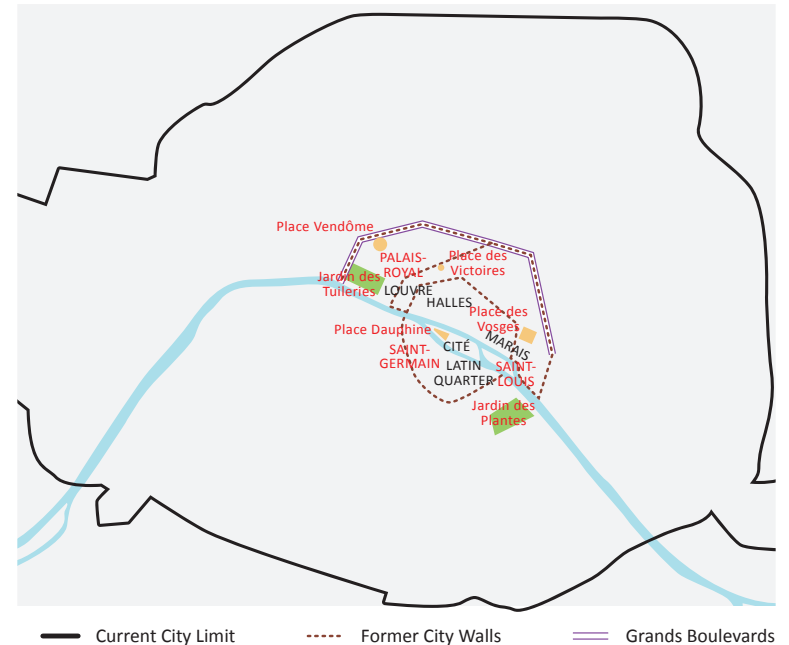 Place Vendôme
PALAIS-
ROYAL
Place des
Victoires
Jardin des
Tuileries
LOUVRE
HALLES
Place des
Vosges
Place Dauphine
CITÉ
MARAIS
SAINT-
GERMAIN
LATIN
QUARTER
SAINT-
LOUIS
Jardin des
Plantes
Current City Limit
Former City Walls
Grands Boulevards